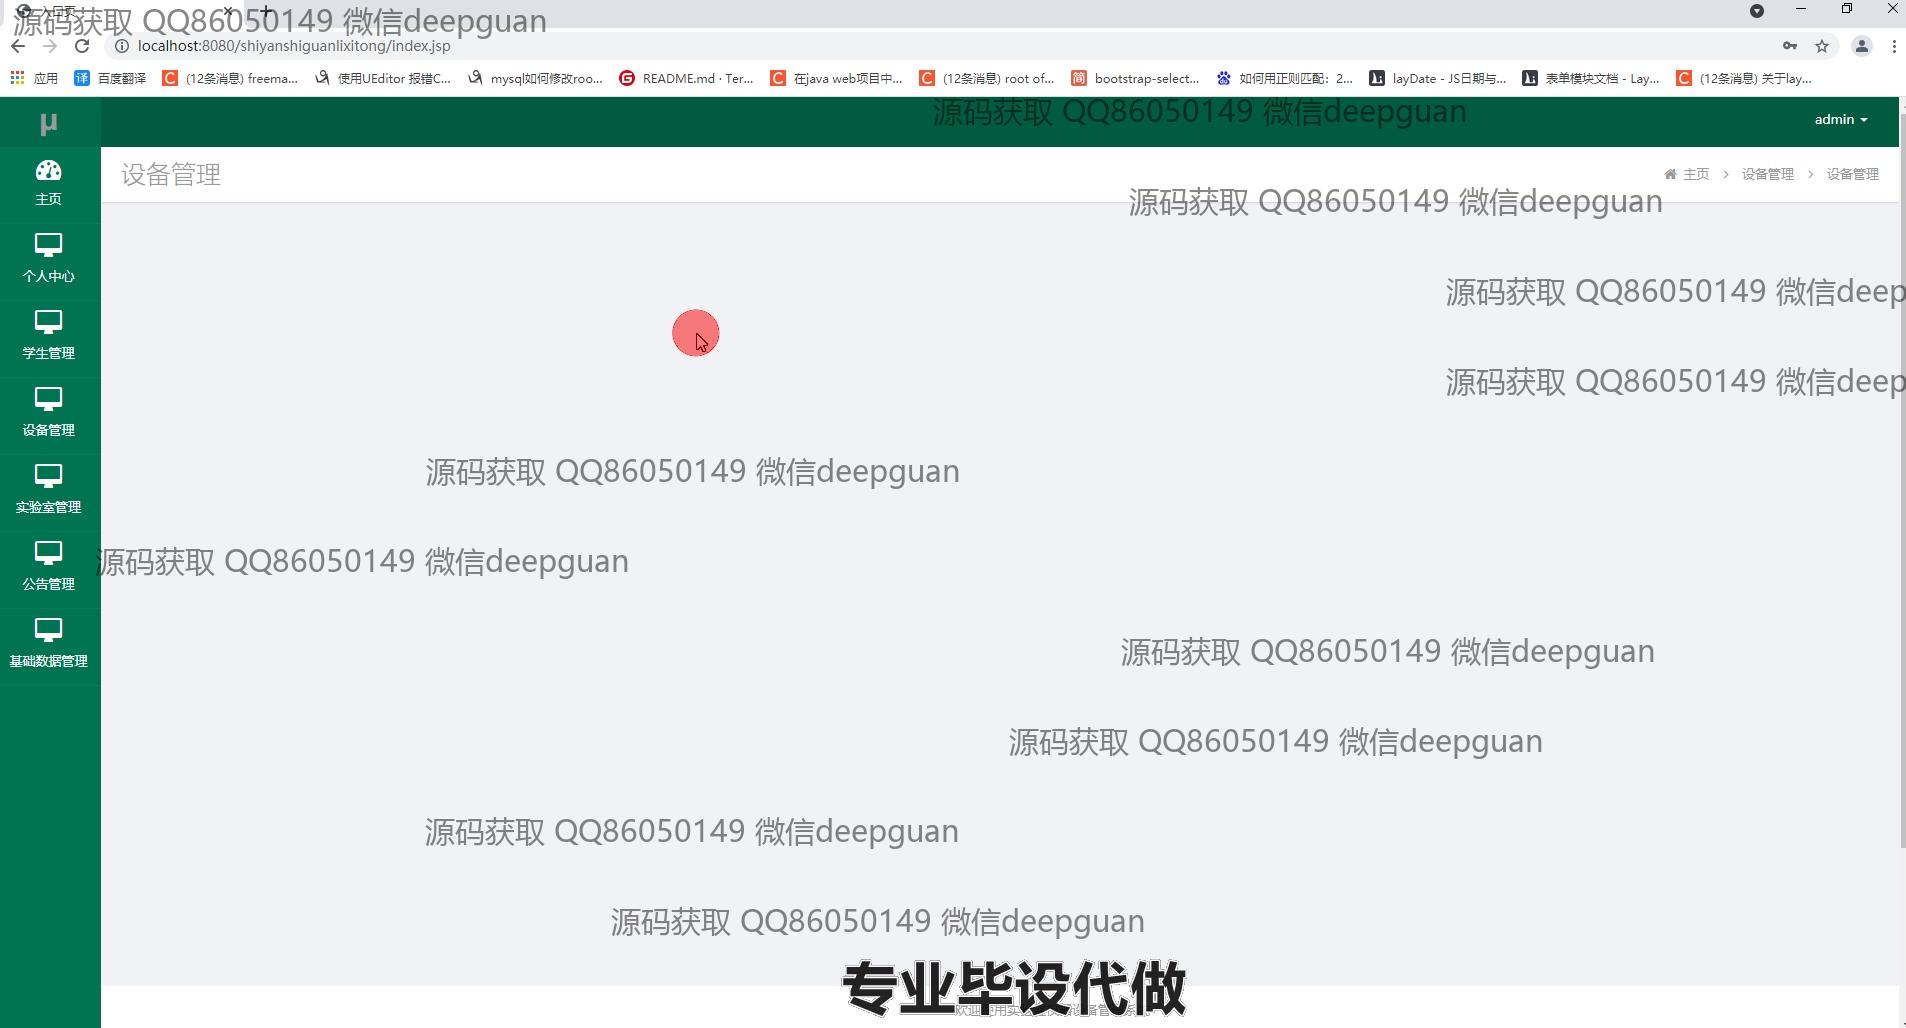 入口页
源码获取 QQ86050149 微信deepguan
localhost:8080/shiyanshiguanlixitong/index.jsp
应用 百度翻译 (12条消息) freema... 使用UEditor 报错C... mysql如何修改roo... README.md · Ter... 在java web项目中... (12条消息) root of... bootstrap-select... 如何用正则匹配：2... layDate - JS日期与... 表单模块文档 - Lay... (12条消息) 关于lay...
μ
源码获取 QQ86050149 微信deepguan
admin
主页
设备管理
主页 > 设备管理 > 设备管理
源码获取 QQ86050149 微信deepguan
个人中心
源码获取 QQ86050149 微信deep
学生管理
源码获取 QQ86050149 微信deep
设备管理
源码获取 QQ86050149 微信deepguan
实验室管理
源码获取 QQ86050149 微信deepguan
公告管理
源码获取 QQ86050149 微信deepguan
基础数据管理
源码获取 QQ86050149 微信deepguan
源码获取 QQ86050149 微信deepguan
源码获取 QQ86050149 微信deepguan
专业毕设代做